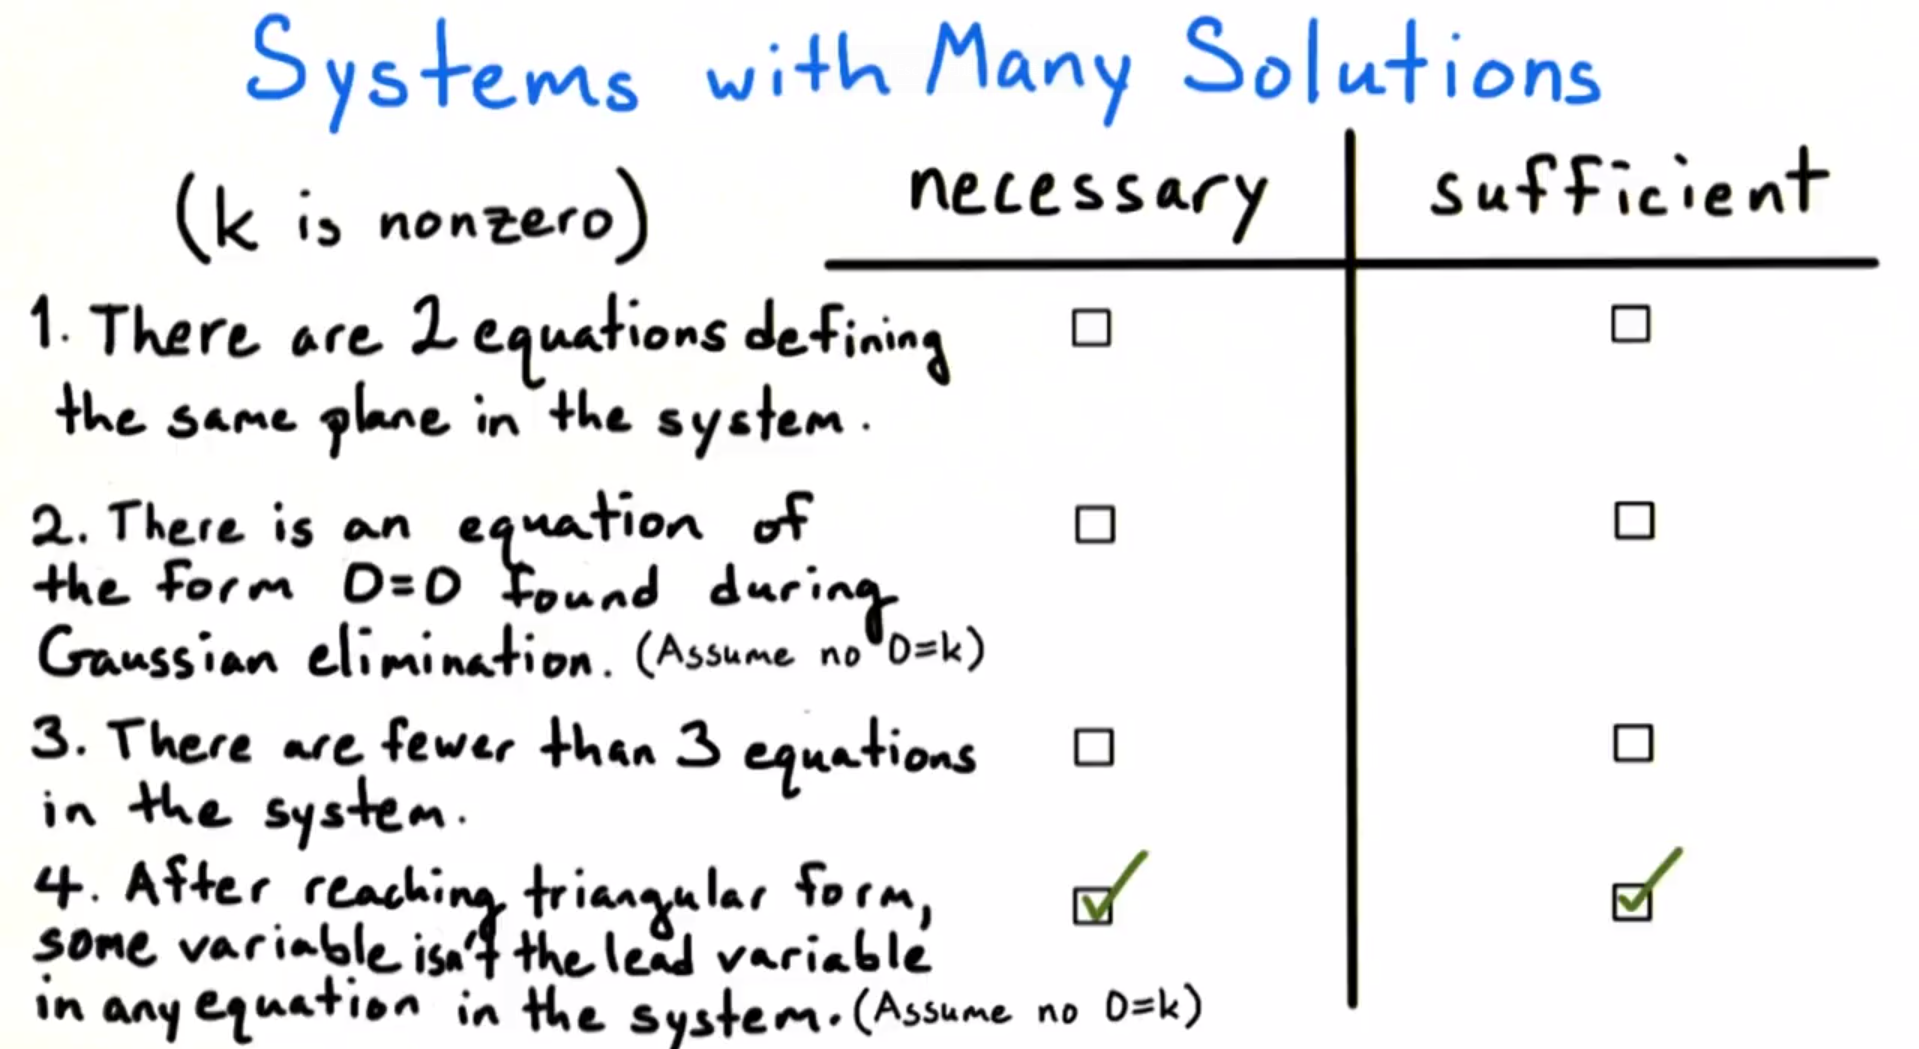 Systems with Many Solutions
(k is nonzero)
necessary
sufficient
1. There are 2 equations defining
the same plane in the system.
2. There is an equation of
the form 0=0 found during
Gaussian elimination. (Assume no 0=k)
3. There are fewer than 3 equations
in the system.
4. After reaching triangular form,
some variable isn't the lead variable
in any equation in the system. (Assume no 0=k)